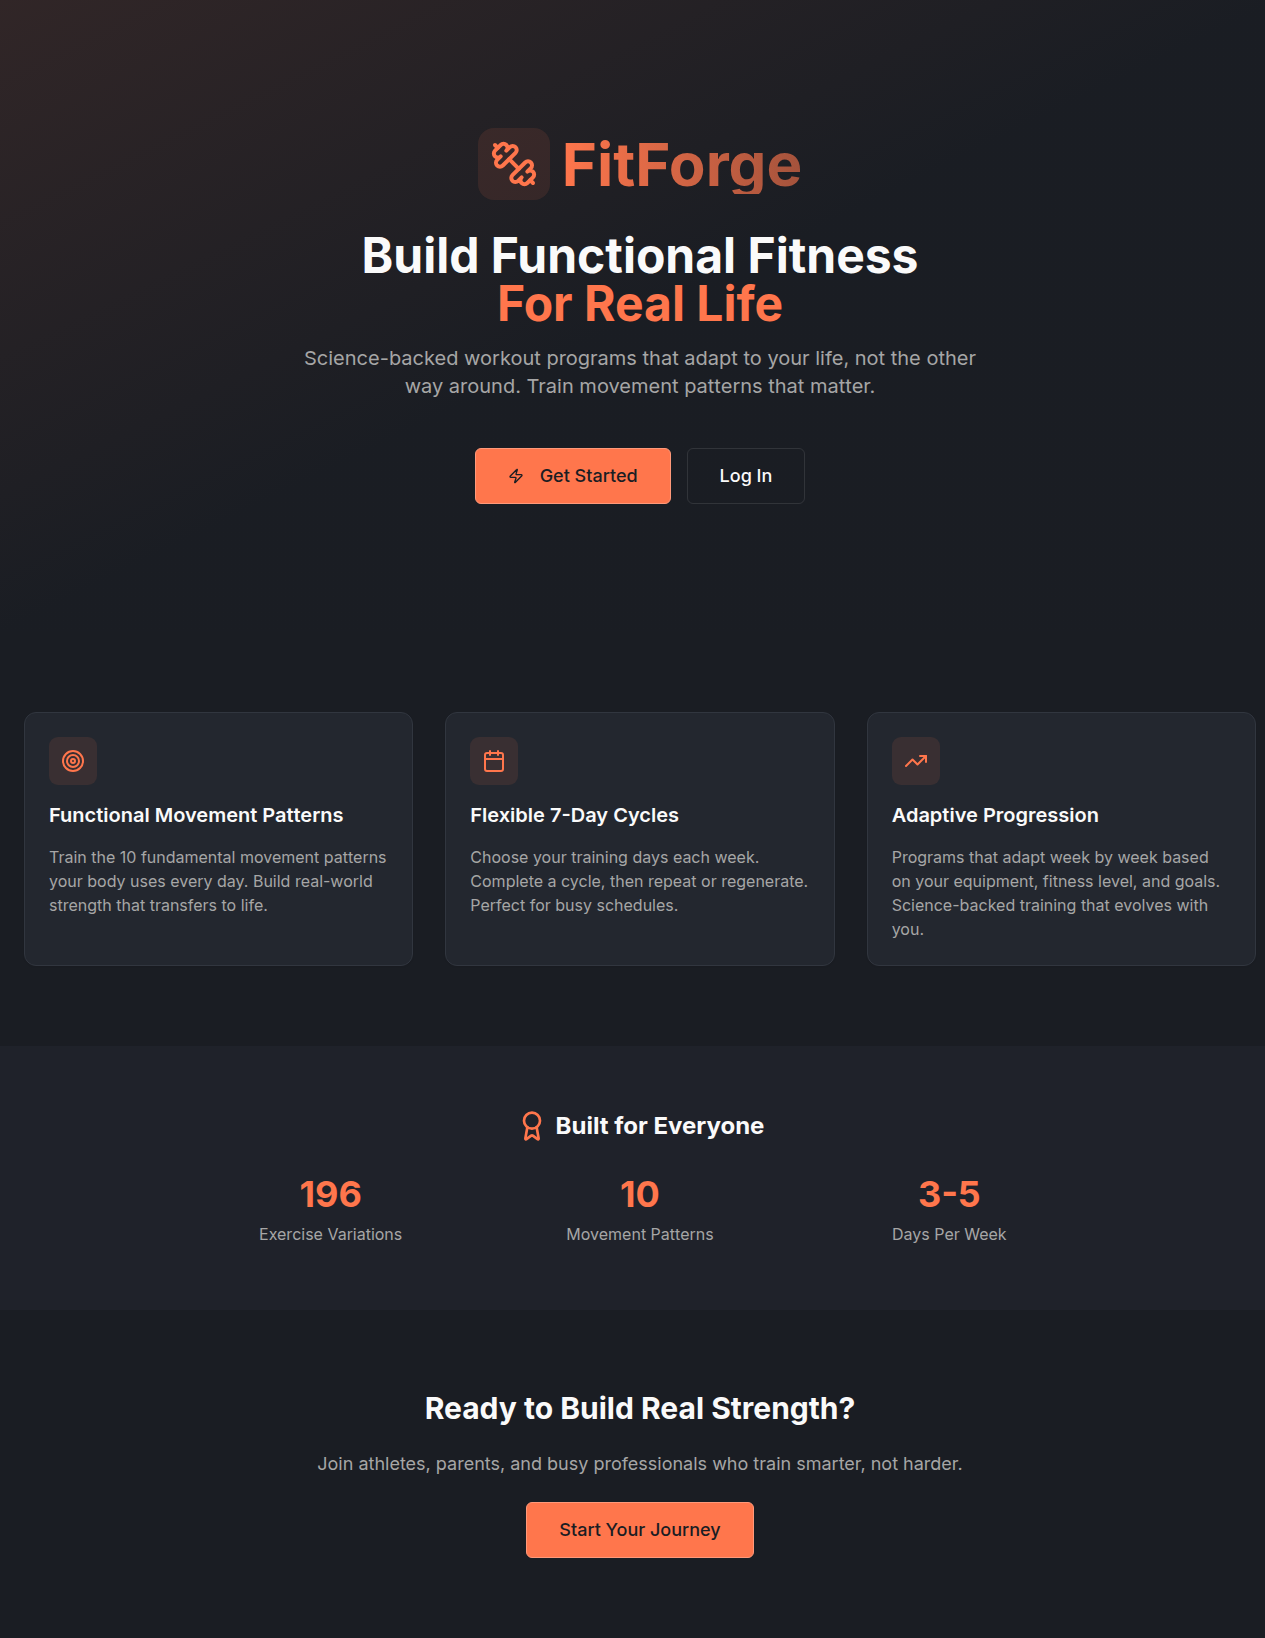 FitForge
Build Functional Fitness
For Real Life
Science-backed workout programs that adapt to your life, not the other
way around. Train movement patterns that matter.
Get Started
Log In
Functional Movement Patterns
Train the 10 fundamental movement patterns
your body uses every day. Build real-world
strength that transfers to life.
Flexible 7-Day Cycles
Choose your training days each week.
Complete a cycle, then repeat or regenerate.
Perfect for busy schedules.
Adaptive Progression
Programs that adapt week by week based
on your equipment, fitness level, and goals.
Science-backed training that evolves with
you.
Built for Everyone
196
Exercise Variations
10
Movement Patterns
3-5
Days Per Week
Ready to Build Real Strength?
Join athletes, parents, and busy professionals who train smarter, not harder.
Start Your Journey